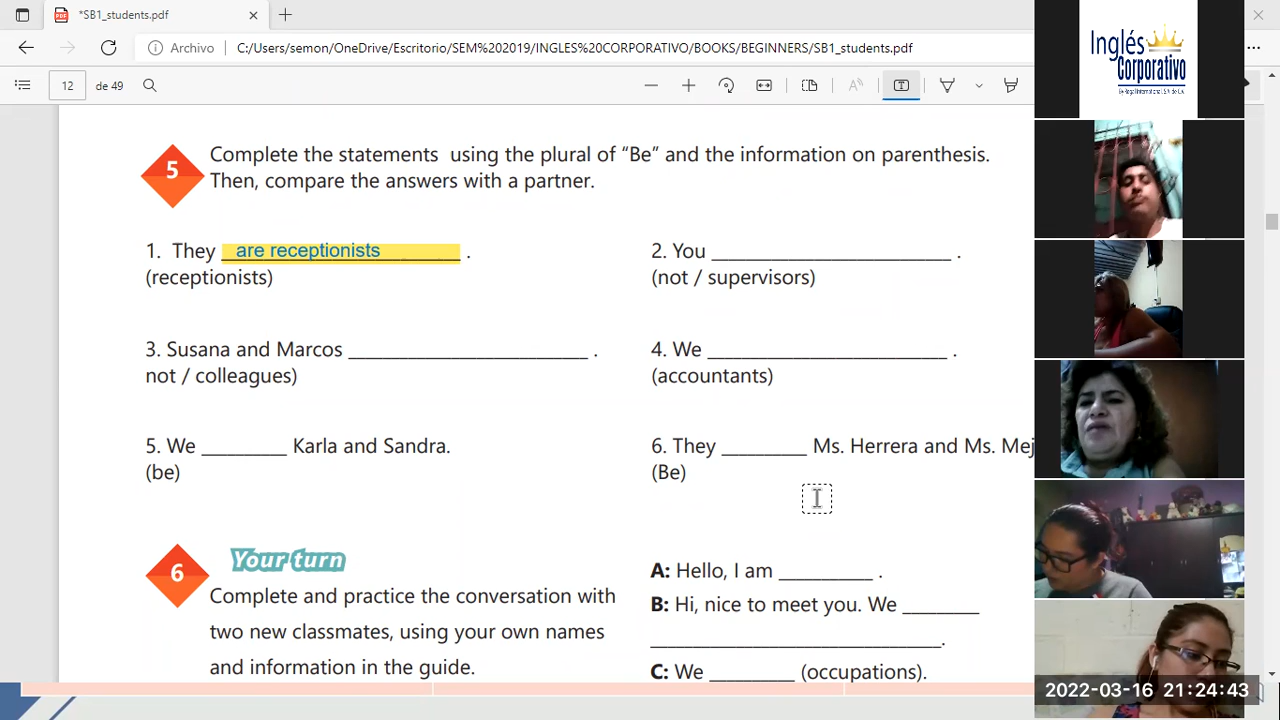 *SB1_students.pdf
Archivo
C:/Users/semon/OneDrive/Escritorio/SEM%202019/INGLES%20CORPORATIVO/BOOKS/BEGINNERS/SB1_students.pdf
12 de 49
Inglés
Corporativo
5
Complete the statements using the plural of “Be” and the information on parenthesis.
Then, compare the answers with a partner.
1. They are receptionists .
(receptionists)
2. You ________________ .
(not / supervisors)
3. Susana and Marcos ________________ .
not / colleagues)
4. We ________________ .
(accountants)
5. We _________ Karla and Sandra.
(be)
6. They _________ Ms. Herrera and Ms. Mej
(Be)
6
Your turn
Complete and practice the conversation with
two new classmates, using your own names
and information in the guide.
A: Hello, I am __________ .
B: Hi, nice to meet you. We ________
_______________________________.
C: We _________ (occupations).
2022-03-16 21:24:43